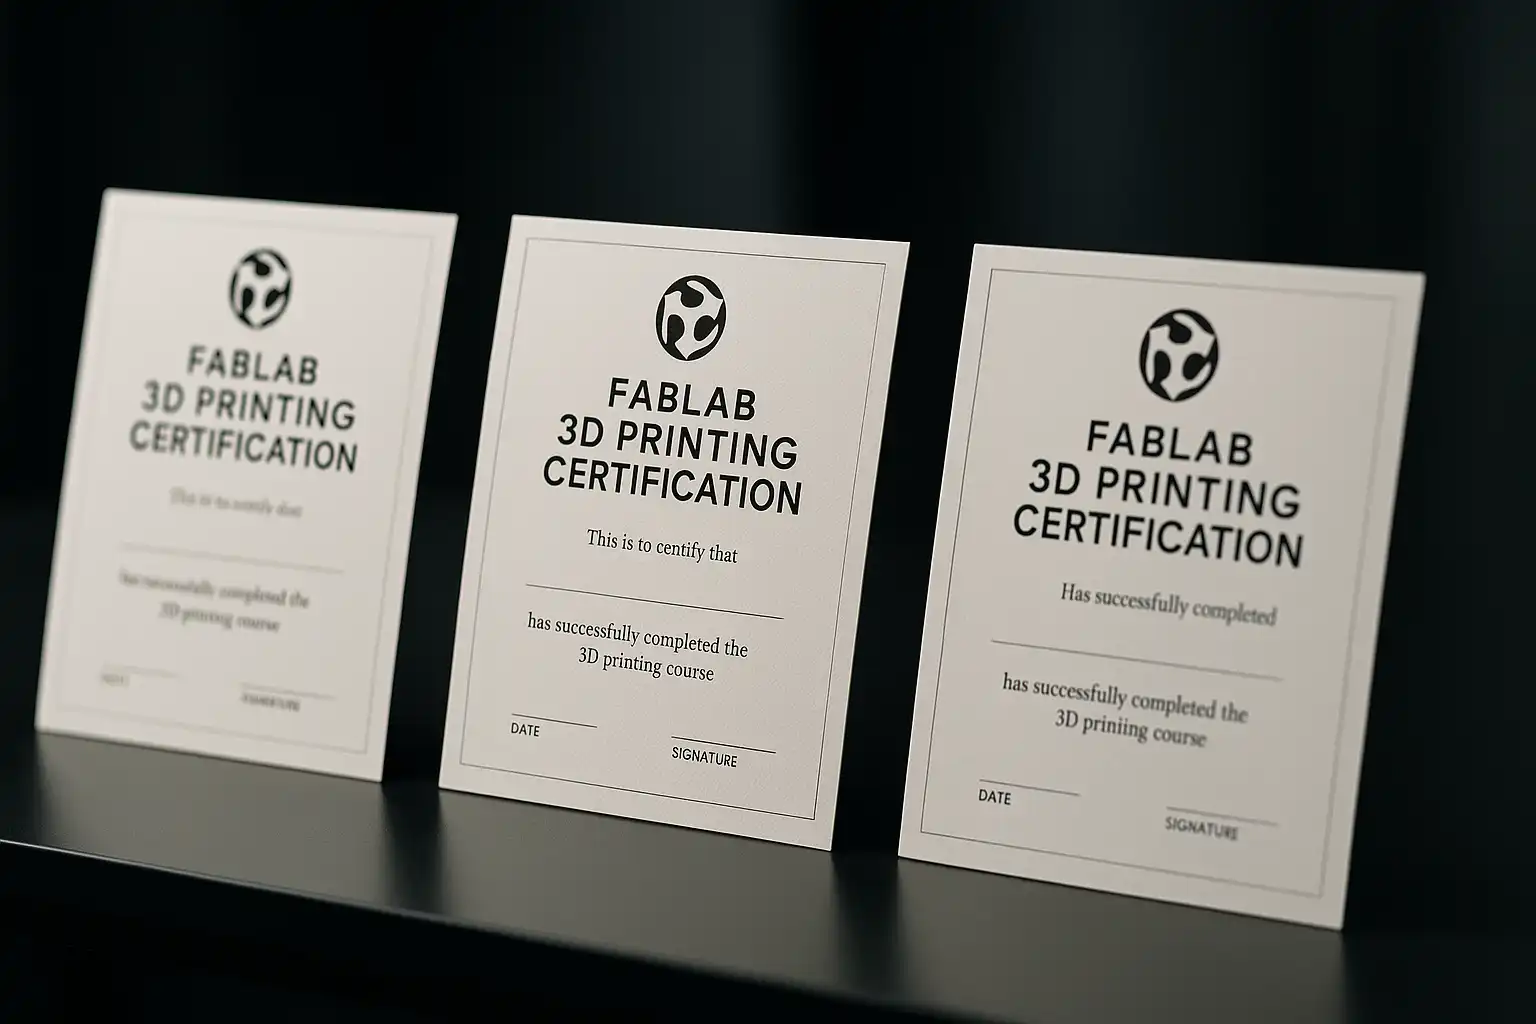 FABLAB
3D PRINTING
CERTIFICATION
This is to certify that
has successfully completed the
3D printing course
SIGNATURE
FABLAB
3D PRINTING
CERTIFICATION
This is to centify that
has successfully completed the
3D printing course
DATE
SIGNATURE
FABLAB
3D PRINTING
CERTIFICATION
Has successfully completed
has successfully completed the
3D priniing course
DATE
SIGNATURE